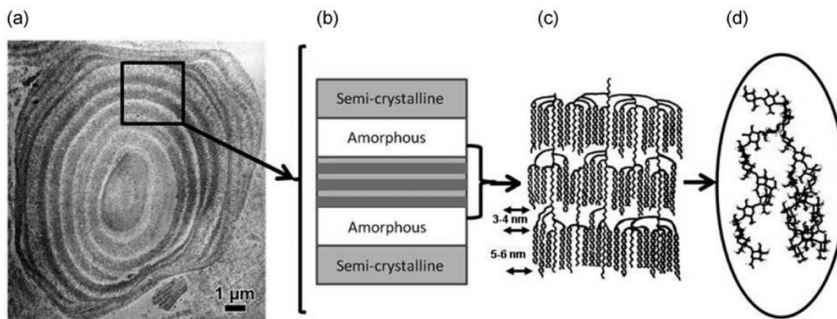 (a)
(b)
(c)
(d)
Semi-crystalline
Amorphous
Amorphous
Semi-crystalline
3-4 nm
5-6 nm
1 µm